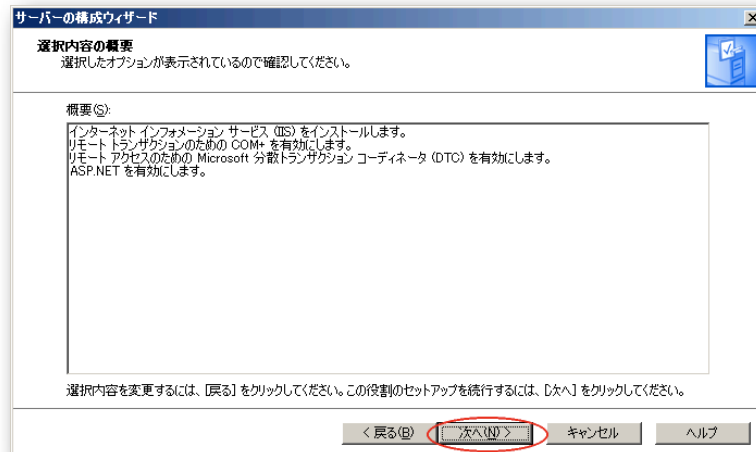 サーバーの構成ウィザード
選択内容の概要
選択したオプションが表示されているので確認してください。
概要(S):
インターネット インフォメーション サービス (IIS) をインストールします。
リモート トランザクションのための COM+ を有効にします。
リモート アクセスのための Microsoft 分散トランザクション コーディネータ (DTC) を有効にします。
ASP.NET を有効にします。
選択内容を変更するには、[戻る] をクリックしてください。この役割のセットアップを続行するには、[次へ] をクリックしてください。
< 戻る(B) 次へ(N) > キャンセル ヘルプ